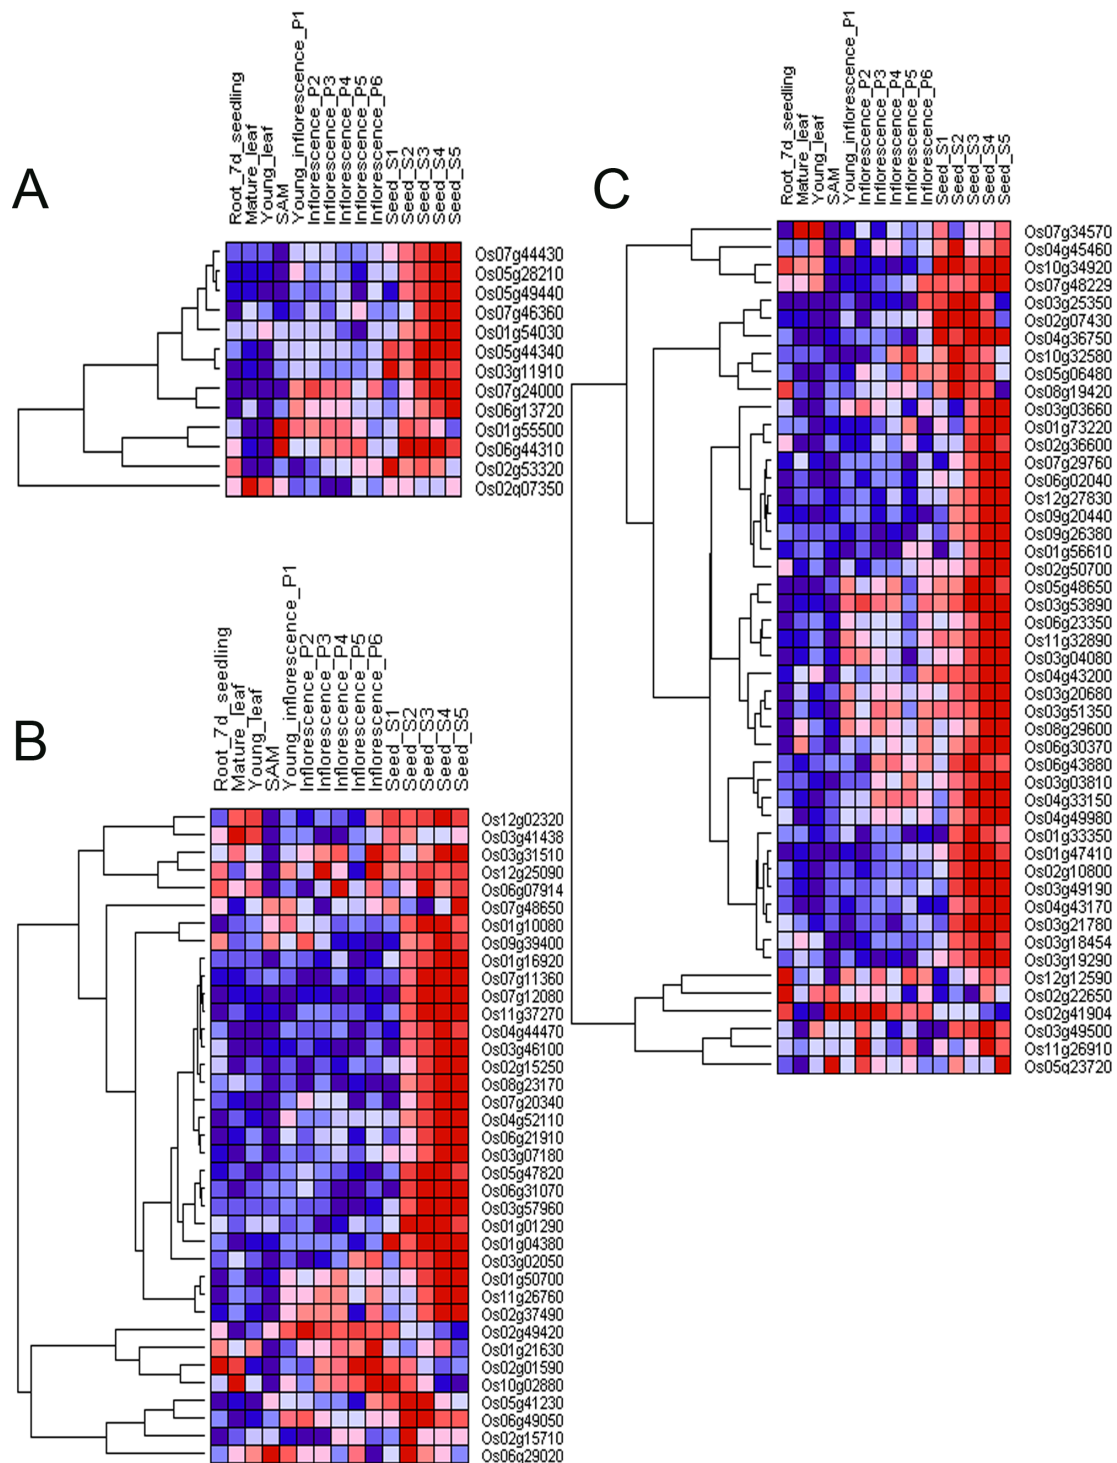 A
Root_7d_seedling
Mature_leaf
Young_leaf
SAM
Young_inflorescence_P1
Inflorescence_P2
Inflorescence_P3
Inflorescence_P4
Inflorescence_P5
Inflorescence_P6
Seed_S1
Seed_S2
Seed_S3
Seed_S4
Seed_S5
Os07g44430
Os05g28210
Os05g49440
Os07g46360
Os01g54030
Os05g44340
Os03g11910
Os07g24000
Os06g13720
Os01g55500
Os06g44310
Os02g53320
Os02g07350
B
Root_7d_seedling
Mature_leaf
Young_leaf
SAM
Young_inflorescence_P1
Inflorescence_P2
Inflorescence_P3
Inflorescence_P4
Inflorescence_P5
Inflorescence_P6
Seed_S1
Seed_S2
Seed_S3
Seed_S4
Seed_S5
Os12g02320
Os03g41438
Os03g31510
Os12g25090
Os06g07914
Os07g48650
Os01g10080
Os09g39400
Os01g16920
Os07g11360
Os07g12080
Os11g37270
Os04g44470
Os03g46100
Os02g15250
Os08g23170
Os07g20340
Os04g52110
Os06g21910
Os03g07180
Os05g47820
Os06g31070
Os03g57960
Os01g01290
Os01g04380
Os03g02050
Os01g50700
Os11g26760
Os02g37490
Os02g49420
Os01g21630
Os02g01590
Os10g02880
Os05g41230
Os06g49050
Os02g15710
Os06g29020
C
Root_7d_seedling
Mature_leaf
Young_leaf
SAM
Young_inflorescence_P1
Inflorescence_P2
Inflorescence_P3
Inflorescence_P4
Inflorescence_P5
Inflorescence_P6
Seed_S1
Seed_S2
Seed_S3
Seed_S4
Seed_S5
Os07g34570
Os04g45460
Os10g34920
Os07g48229
Os03g25350
Os02g07430
Os04g36750
Os10g32580
Os05g06480
Os08g19420
Os03g03660
Os01g73220
Os02g36600
Os07g29760
Os06g02040
Os12g27830
Os09g20440
Os09g26380
Os01g56610
Os02g50700
Os05g48650
Os03g53890
Os06g23350
Os11g32890
Os03g04080
Os04g43200
Os03g20680
Os03g51350
Os08g29600
Os06g30370
Os06g43880
Os03g03810
Os04g33150
Os04g49980
Os01g33350
Os01g47410
Os02g10800
Os03g49190
Os04g43170
Os03g21780
Os03g18454
Os03g19290
Os12g12590
Os02g22650
Os02g41904
Os03g49500
Os11g26910
Os05g23720